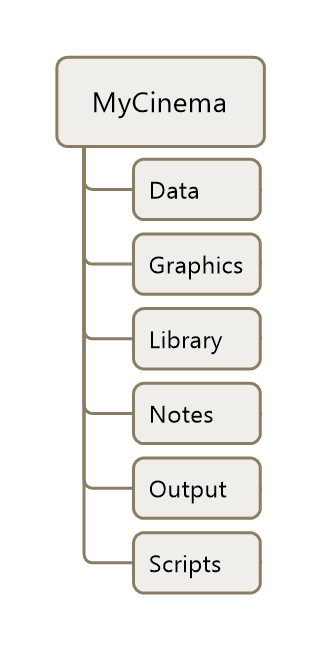 MyCinema
Data
Graphics
Library
Notes
Output
Scripts